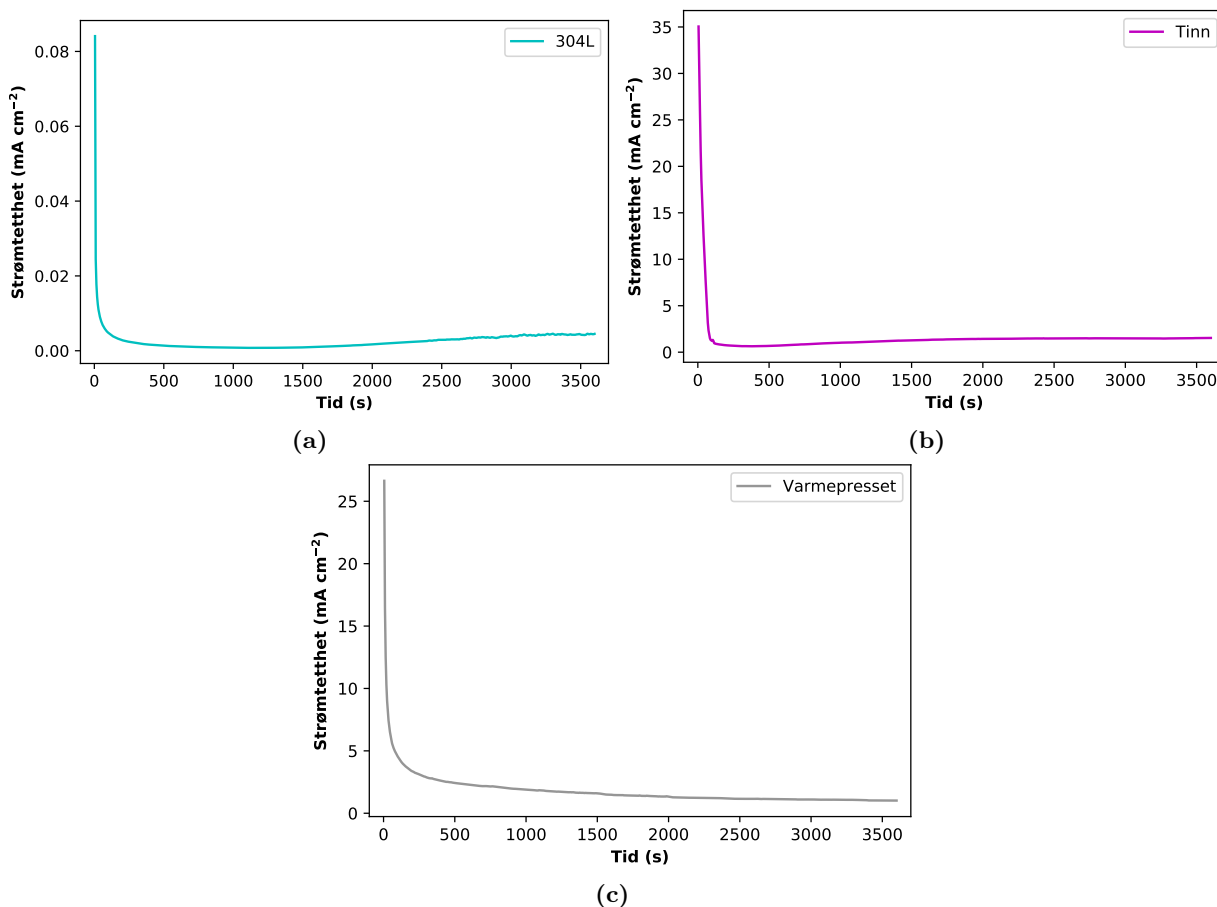 304L
Strømtetthet (mA cm⁻²)
0.08
0.06
0.04
0.02
0.00
0 500 1000 1500 2000 2500 3000 3500
Tid (s)
(a)
Tinn
Strømtetthet (mA cm⁻²)
35
30
25
20
15
10
5
0
0 500 1000 1500 2000 2500 3000 3500
Tid (s)
(b)
Varmepresset
Strømtetthet (mA cm⁻²)
25
20
15
10
5
0
0 500 1000 1500 2000 2500 3000 3500
Tid (s)
(c)